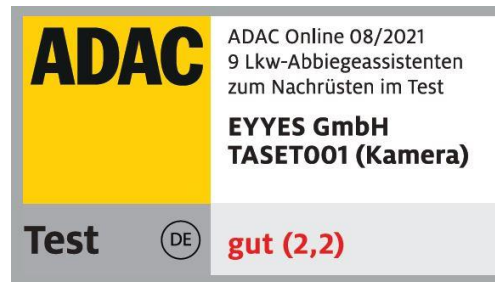 ADAC
ADAC Online 08/2021
9 Lkw-Abbiegeassistenten
zum Nachrüsten im Test
EYYES GmbH
TASET001 (Kamera)
Test
DE
gut (2,2)